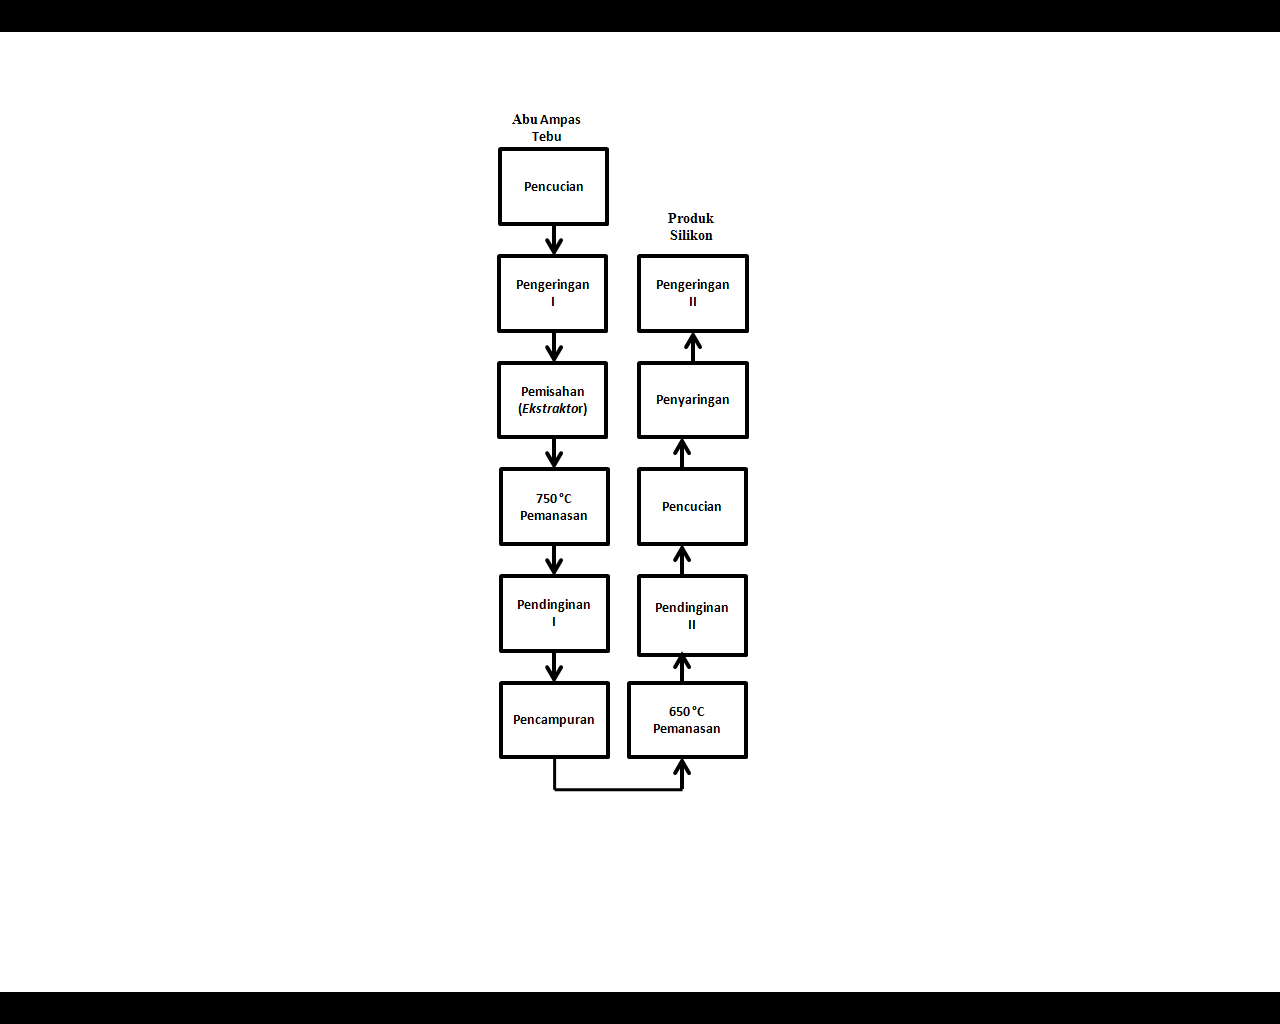 Abu Ampas
Tebu
Pencucian
Pengeringan
I
Pemisahan
(Ekstraktor)
750 °C
Pemanasan
Pendinginan
I
Pencampuran
650 °C
Pemanasan
Pendinginan
II
Pencucian
Penyaringan
Pengeringan
II
Produk
Silikon